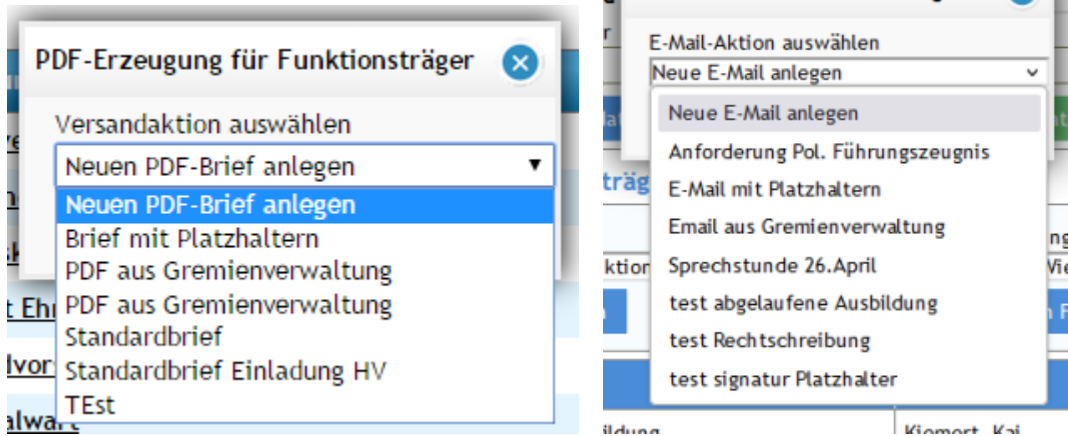 PDF-Erzeugung für Funktionsträger
Versandaktion auswählen
Neuen PDF-Brief anlegen
Neuen PDF-Brief anlegen
Brief mit Platzhaltern
PDF aus Gremienverwaltung
PDF aus Gremienverwaltung
Standardbrief
Standardbrief Einladung HV
TEst
E-Mail-Aktion auswählen
Neue E-Mail anlegen
Neue E-Mail anlegen
Anforderung Pol. Führungszeugnis
E-Mail mit Platzhaltern
Email aus Gremienverwaltung
Sprechstunde 26.April
test abgelaufene Ausbildung
test Rechtschreibung
test signatur Platzhalter